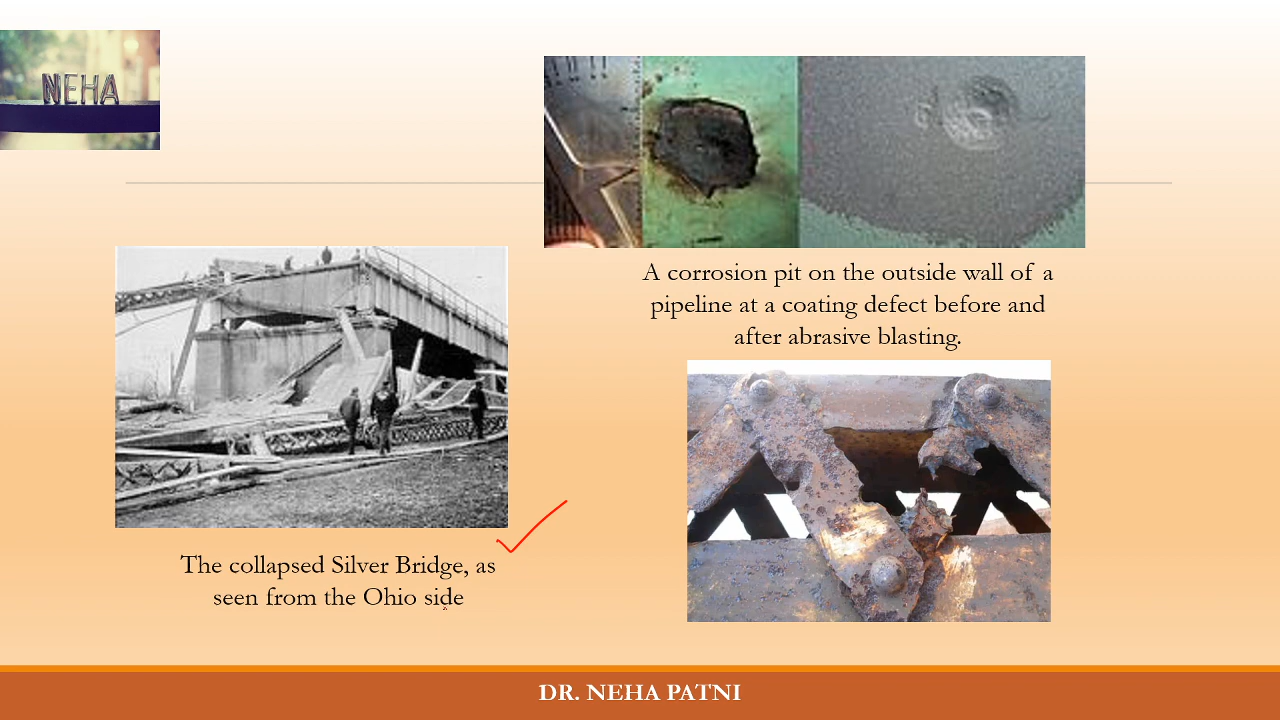 NEHA
A corrosion pit on the outside wall of a
pipeline at a coating defect before and
after abrasive blasting.
The collapsed Silver Bridge, as
seen from the Ohio side
DR. NEHA PATNI